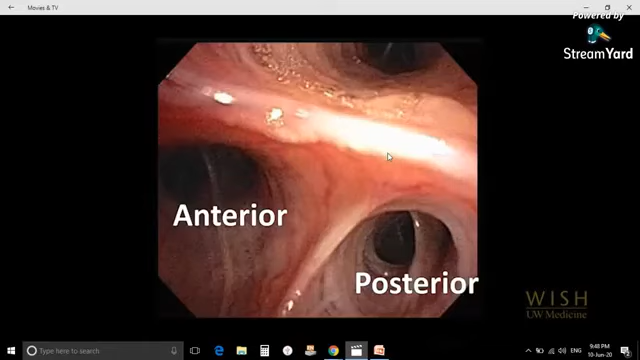 Movies & TV
Powered by
StreamYard
Anterior
Posterior
WISH
UW Medicine
Type here to search
ENG
9:48 PM
10-Jun-20